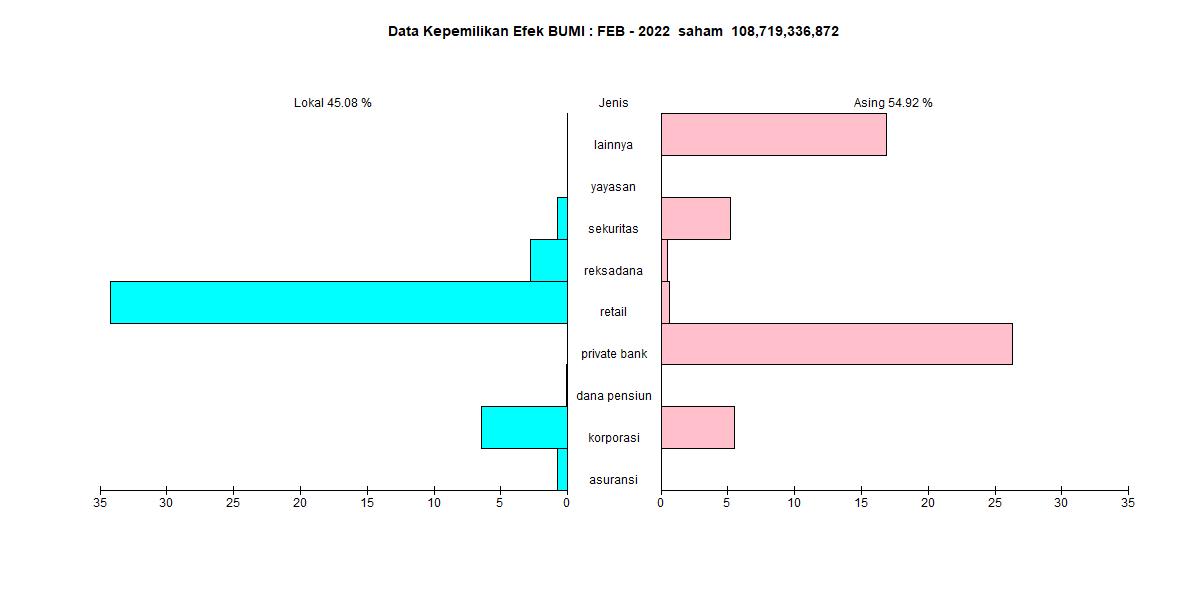 Data Kepemilikan Efek BUMI : FEB - 2022  saham  108,719,336,872
Lokal 45.08 %
Jenis
Asing 54.92 %
lainnya
yayasan
sekuritas
reksadana
retail
private bank
dana pensiun
korporasi
asuransi
35 30 25 20 15 10 5 0
0 5 10 15 20 25 30 35